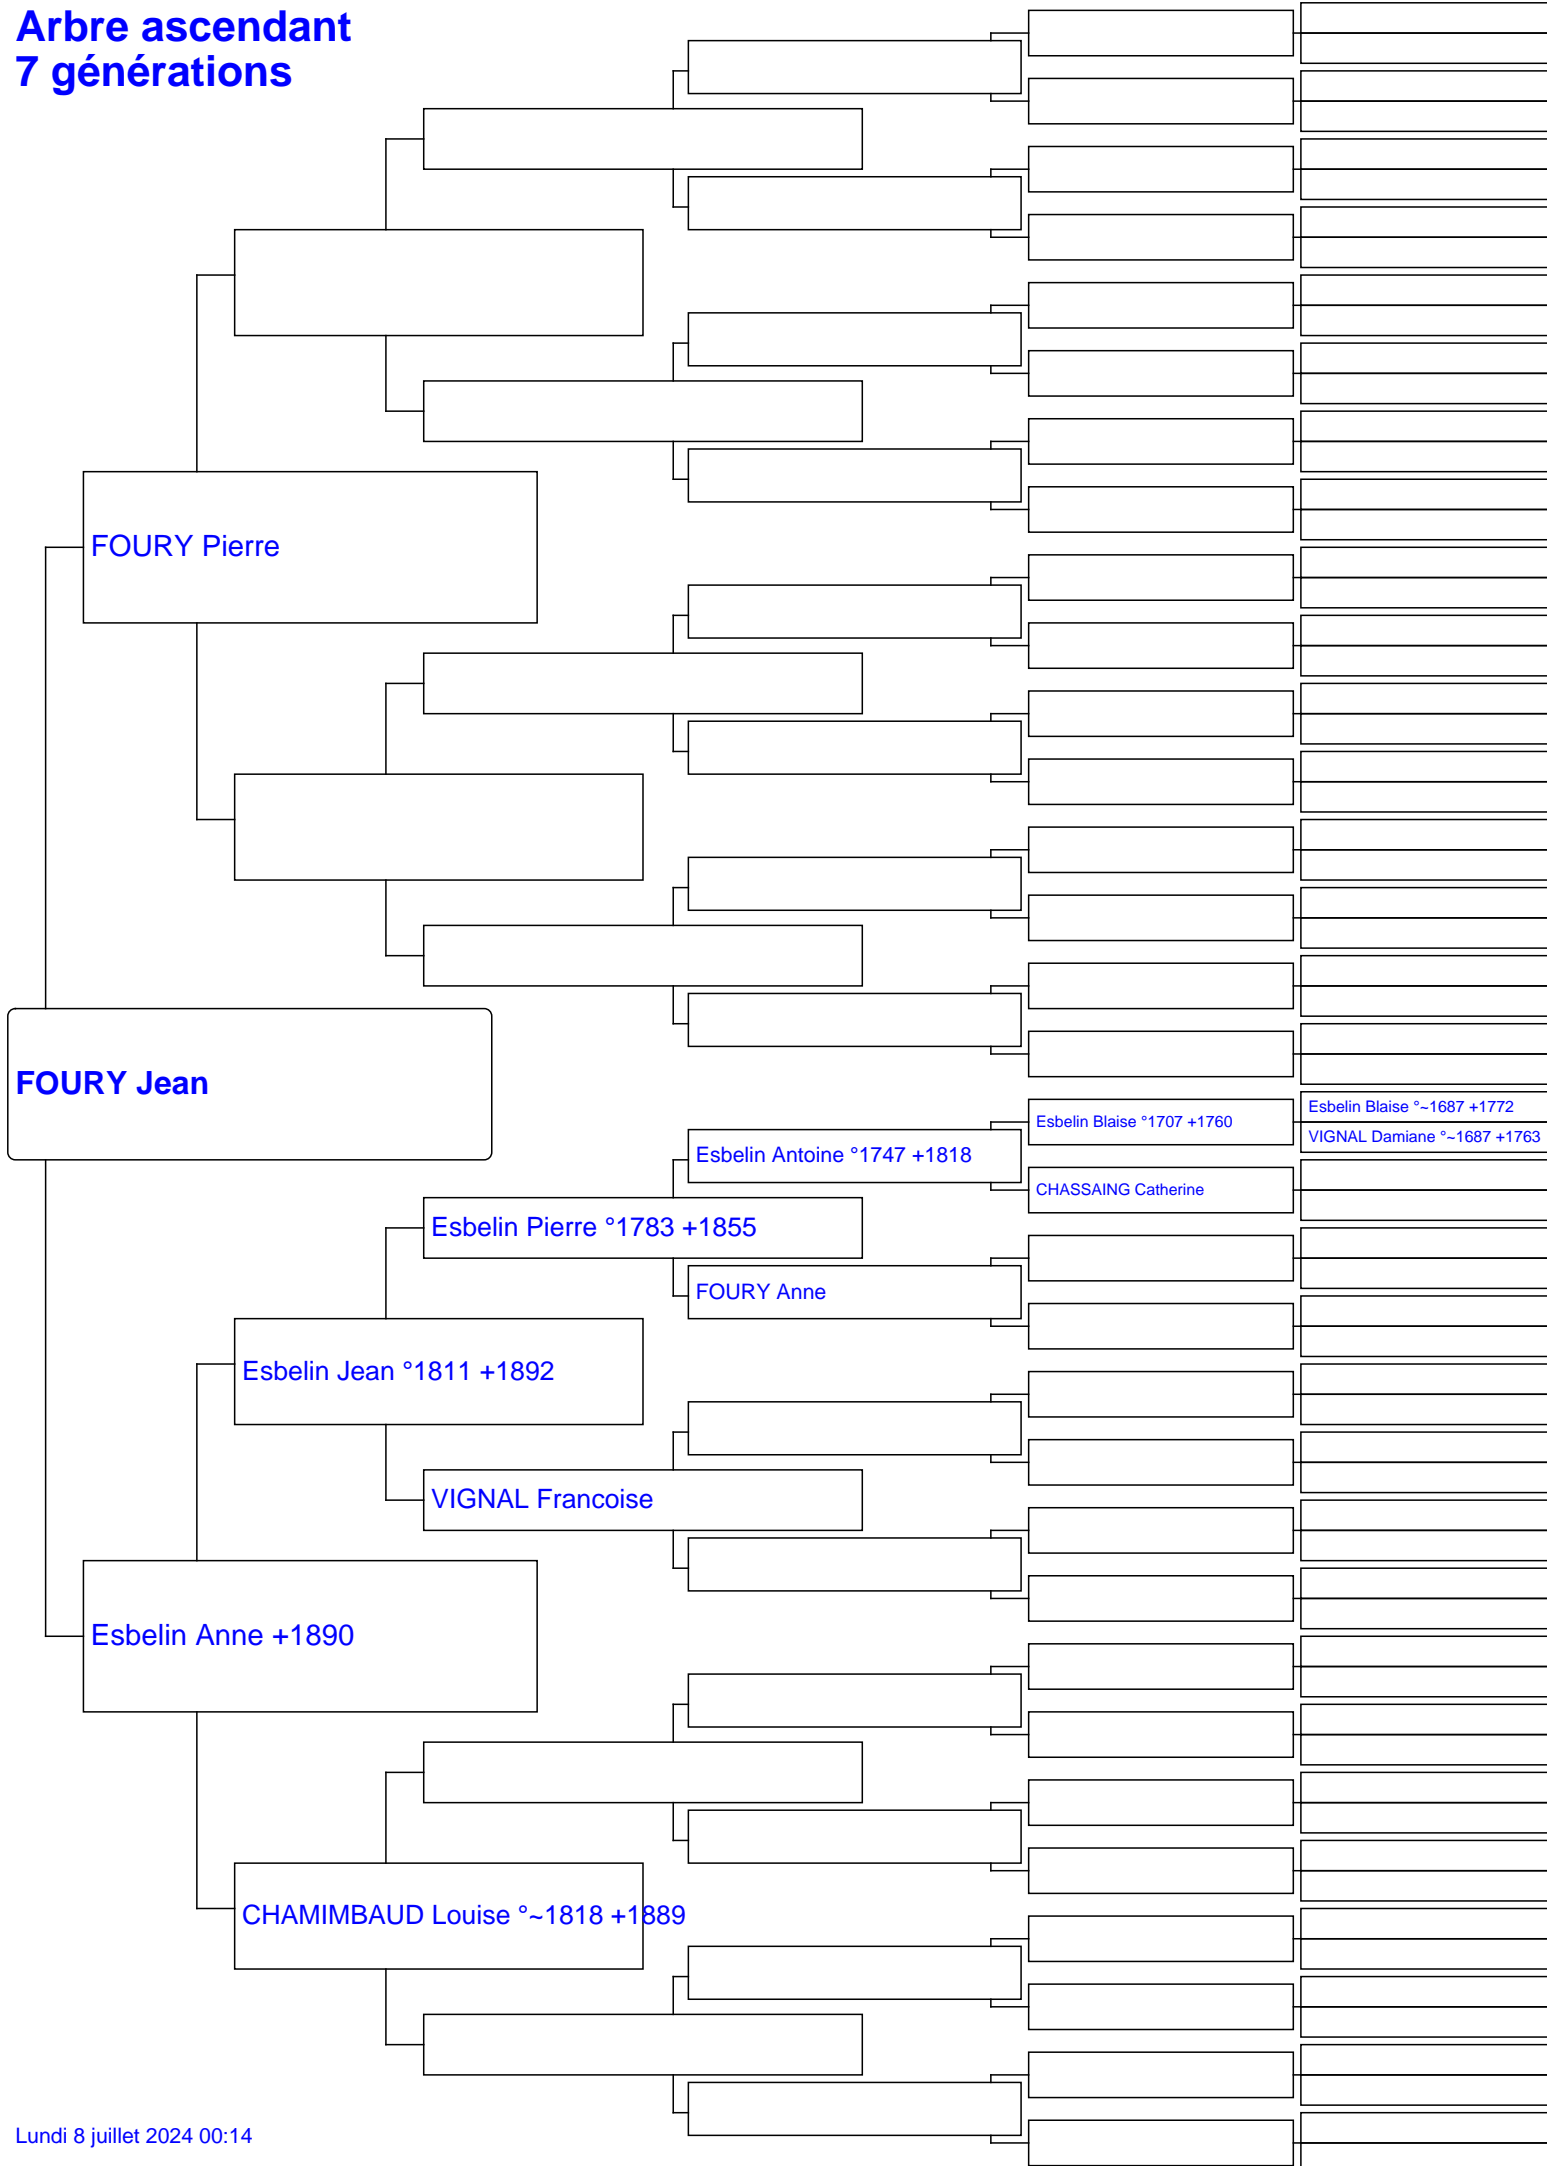 Arbre ascendant
7 générations
FOURY Pierre
FOURY Jean
Esbelin Blaise °~1687 +1772
Esbelin Blaise °1707 +1760
VIGNAL Damiane °~1687 +1763
Esbelin Antoine °1747 +1818
CHASSAING Catherine
Esbelin Pierre °1783 +1855
FOURY Anne
Esbelin Jean °1811 +1892
VIGNAL Francoise
Esbelin Anne +1890
CHAMIMBAUD Louise °~1818 +1889
Lundi 8 juillet 2024 00:14